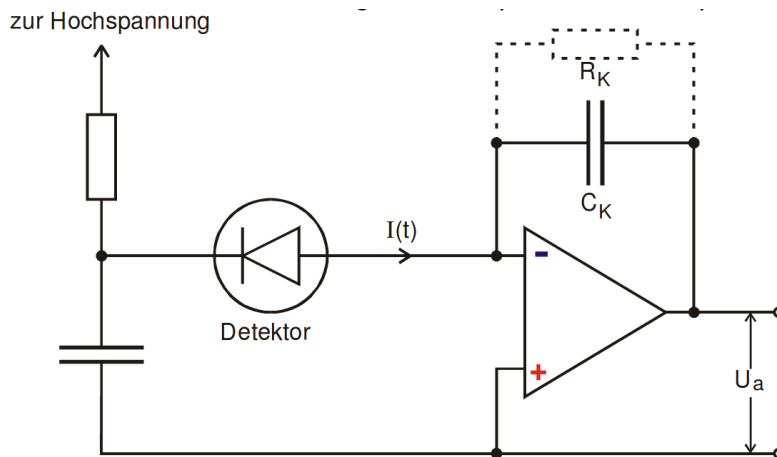 zur Hochspannung
R_K
C_K
I(t)
-
Detektor
+
U_a